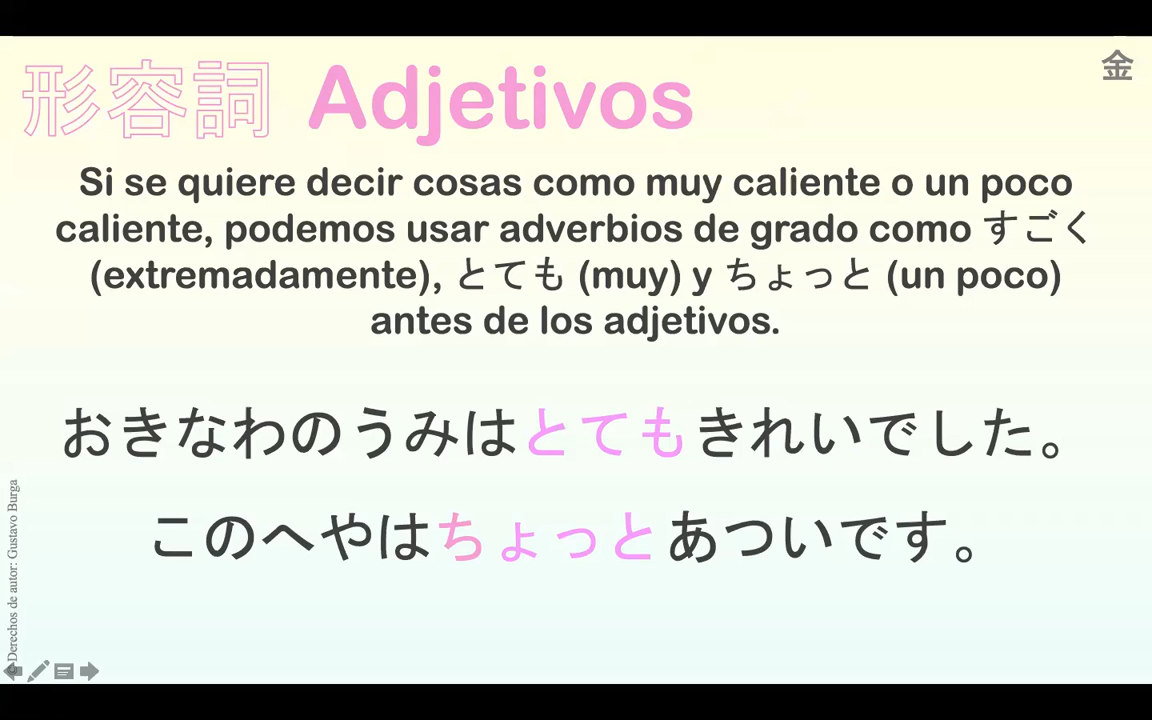 金
形容詞 Adjetivos
Si se quiere decir cosas como muy caliente o un poco
caliente, podemos usar adverbios de grado como すごく
(extremadamente), とても (muy) y ちょっと (un poco)
antes de los adjetivos.
おきなわのうみはとてもきれいでした。
このへやはちょっとあついです。
©Derechos de autor: Gustavo Burga